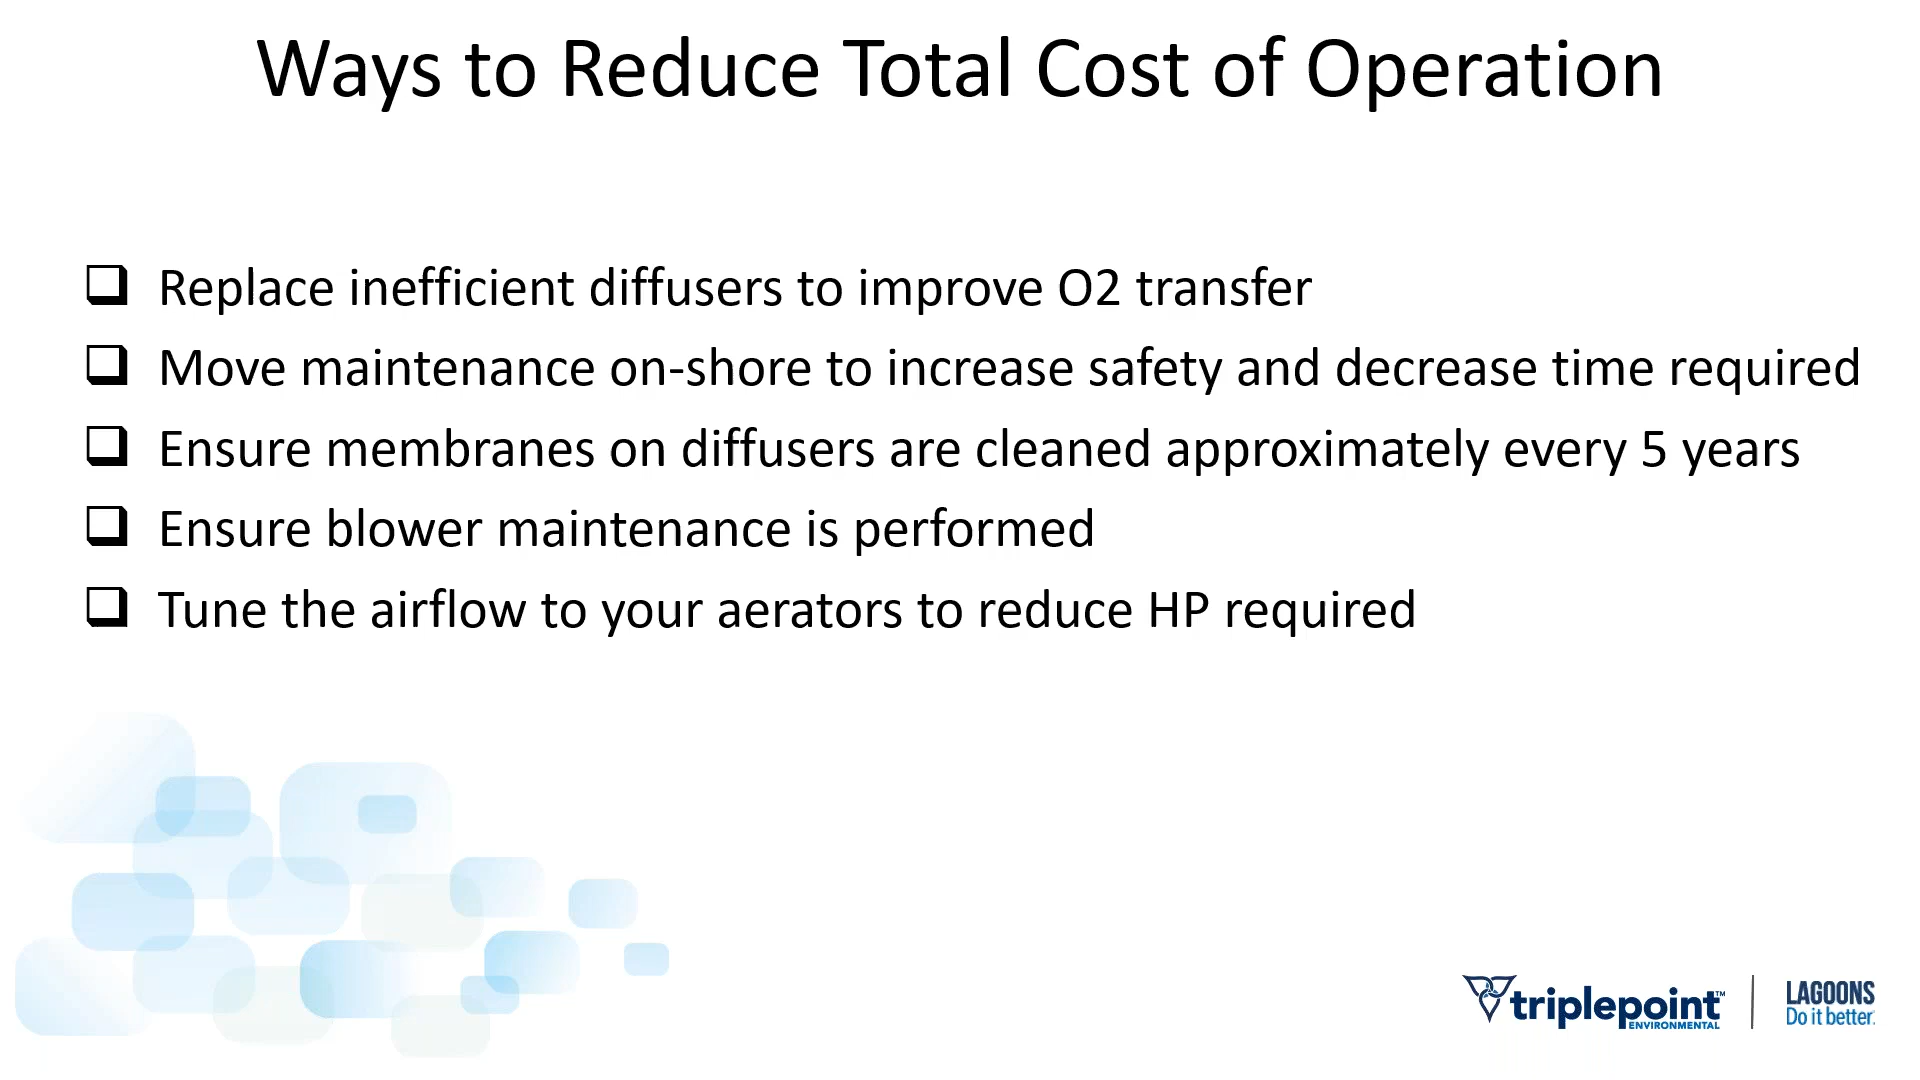 Ways to Reduce Total Cost of Operation
Replace inefficient diffusers to improve O2 transfer
Move maintenance on-shore to increase safety and decrease time required
Ensure membranes on diffusers are cleaned approximately every 5 years
Ensure blower maintenance is performed
Tune the airflow to your aerators to reduce HP required
triplepoint™
ENVIRONMENTAL
LAGOONS
Do it better.